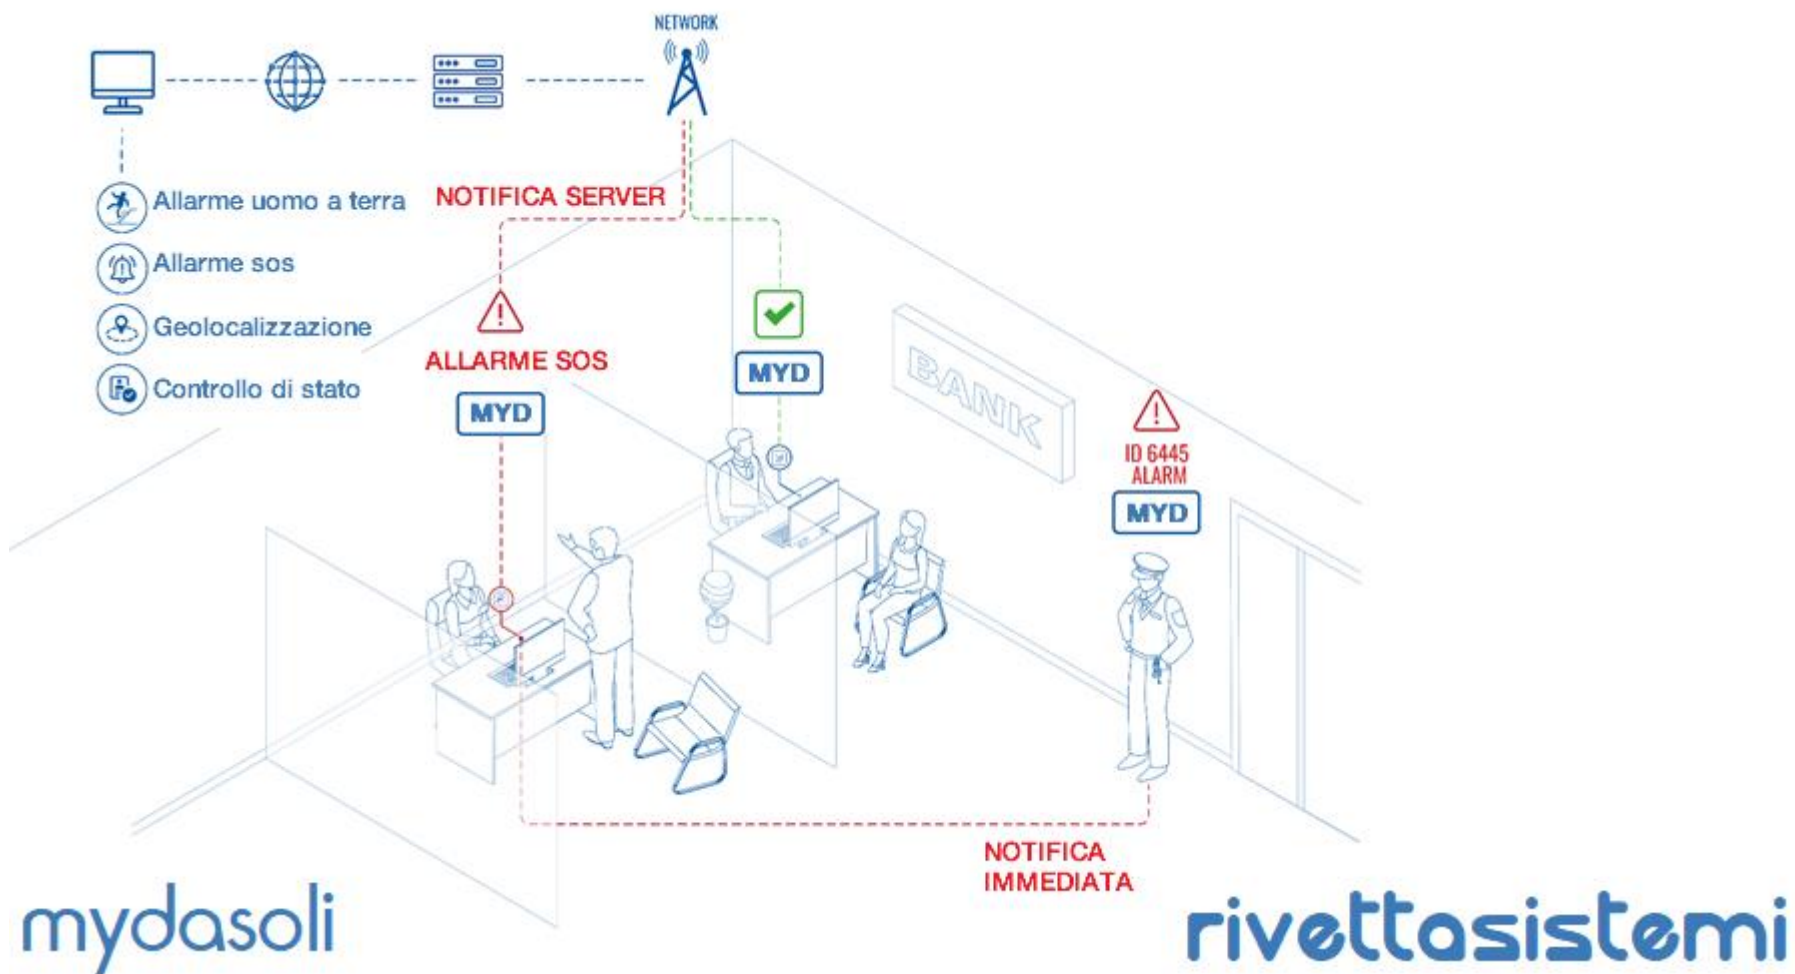 NETWORK
Allarme uomo a terra
Allarme sos
Geolocalizzazione
Controllo di stato
NOTIFICA SERVER
ALLARME SOS
MYD
MYD
BANK
ID 6445
ALARM
MYD
NOTIFICA
IMMEDIATA
mydasoli
rivettasistemi